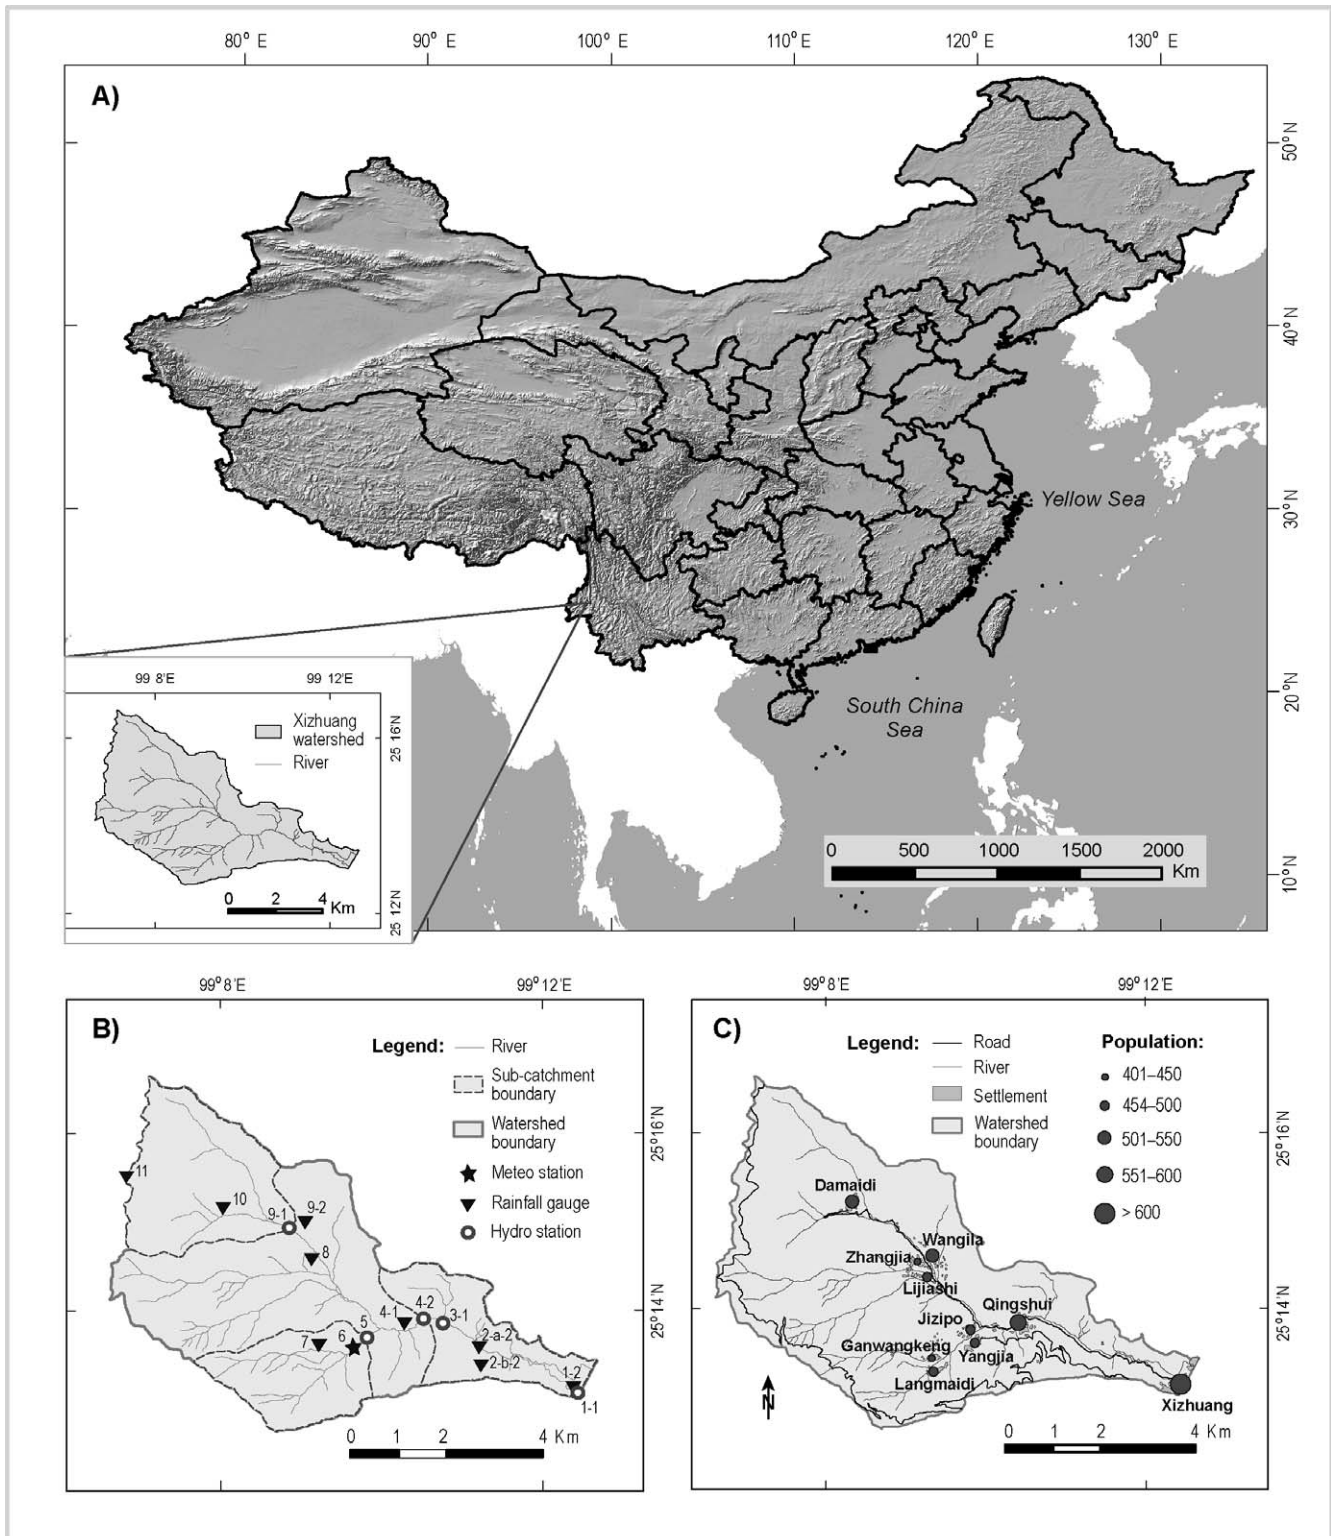 80° E 90° E 100° E 110° E 120° E 130° E
A)
50° N
40° N
30° N
20° N
10° N
Yellow Sea
South China
Sea
0 500 1000 1500 2000
Km
99 8'E 99 12'E
Xizhuang
watershed
River
25 16'N
25 12'N
0 2 4
Km
99° 8'E 99° 12'E
B)
Legend:
River
Sub-catchment
boundary
Watershed
boundary
Meteo station
Rainfall gauge
Hydro station
25° 16'N
25° 14'N
11
10
9-1
9-2
8
4-1
4-2
3-1
5
6
7
2-a-2
2-b-2
1-2
1-1
0 1 2 4 Km
99° 8'E 99° 12'E
C)
Legend:
Road
River
Settlement
Watershed
boundary
Population:
401–450
454–500
501–550
551–600
> 600
25° 16'N
25° 14'N
Damaidi
Wangjla
Zhangjia
Lijiashi
Qingshui
Jizipo
Ganwangkeng
Yangjia
Langmaidi
Xizhuang
N
0 1 2 4 Km